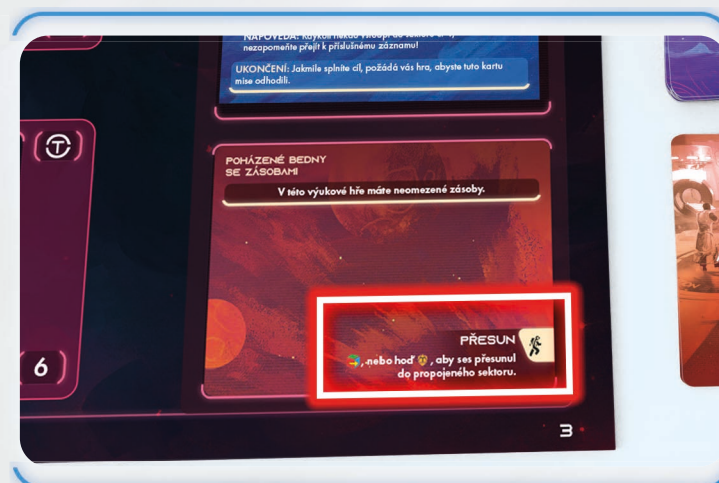 NÁPOVĚDA: Kdykoli někdo vstoupí do sektoru
nezapomeňte přejít k příslušnému záznamu!
UKONČENÍ: Jakmile splníte cíl, požádá vás hra, abyste tuto kartu
mise odhodili.
T
POHÁZENÉ BEDNY
SE ZÁSOBAMI
V této výukové hře máte neomezené zásoby.
PŘESUN
, nebo hoď , aby ses přesunul
do propojeného sektoru.
6
3